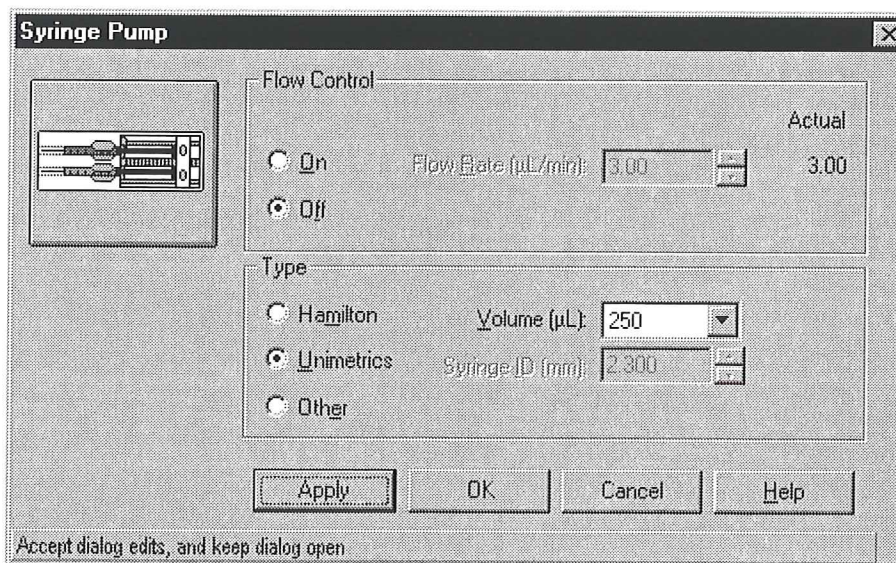 Syringe Pump
Flow Control
Actual
On
Flow Rate (µL/min):
3.00
3.00
Off
Type
Hamilton
Volume (µL):
250
Unimetrics
Syringe ID (mm):
2.300
Other
Apply
OK
Cancel
Help
Accept dialog edits, and keep dialog open